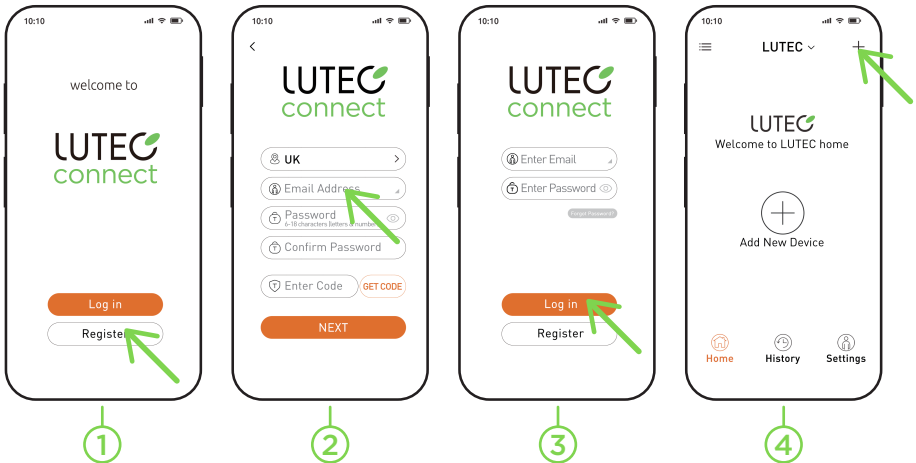 10:10
welcome to
LUTEC
connect
Log in
Register
1
10:10
LUTEC
connect
UK
Email Address
Password
6-18 characters (letters & number
Confirm Password
Enter Code
GET CODE
NEXT
2
10:10
LUTEC
connect
Enter Email
Enter Password
Forgot Password?
Log in
Register
3
10:10
LUTEC
LUTEC
Welcome to LUTEC home
Add New Device
Home
History
Settings
4